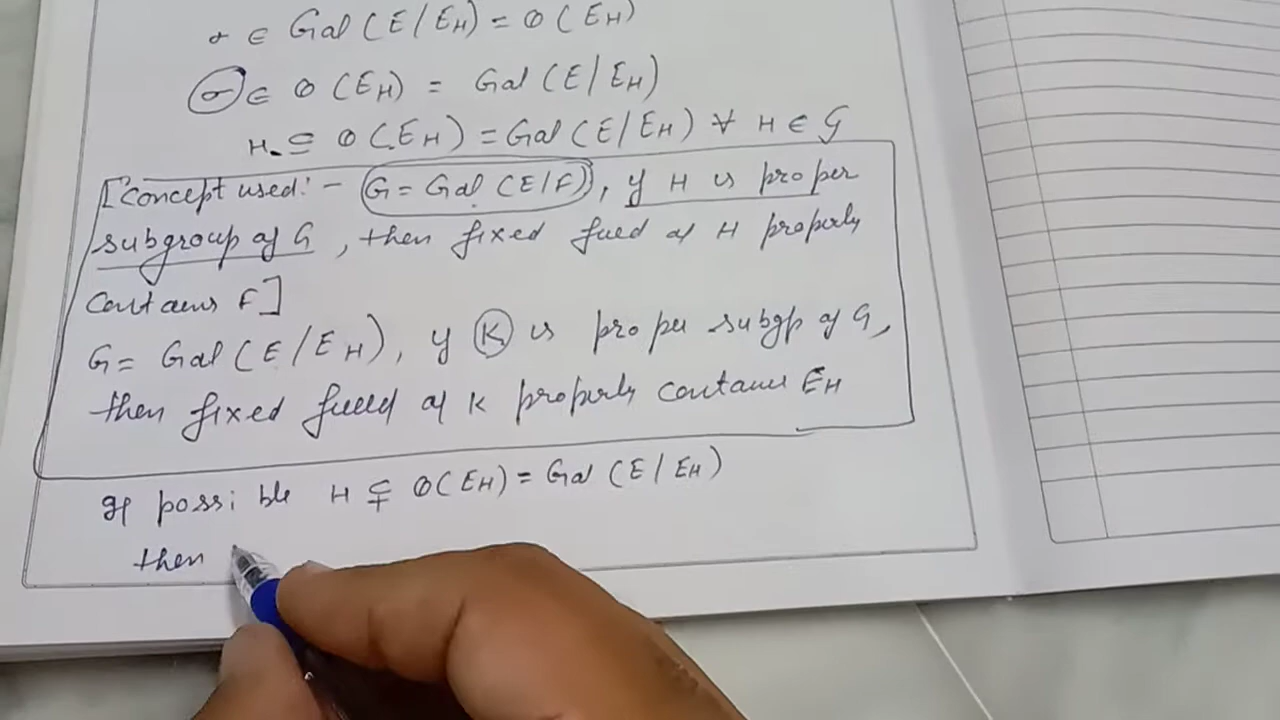 σ ∈ Gal (E/E_H) = Φ (E_H)
σ ∈ Φ (E_H) = Gal (E/E_H)
H ⊆ Φ (E_H) = Gal (E/E_H) ∀ H ∈ G
[Concept used:- G = Gal (E/F), if H is proper
subgroup of G, then fixed field of H properly
contains F]
G = Gal (E/E_H), if K is proper subgp of G,
then fixed field of K properly contains E_H
If possible H ⊊ Φ(E_H) = Gal (E/E_H)
then